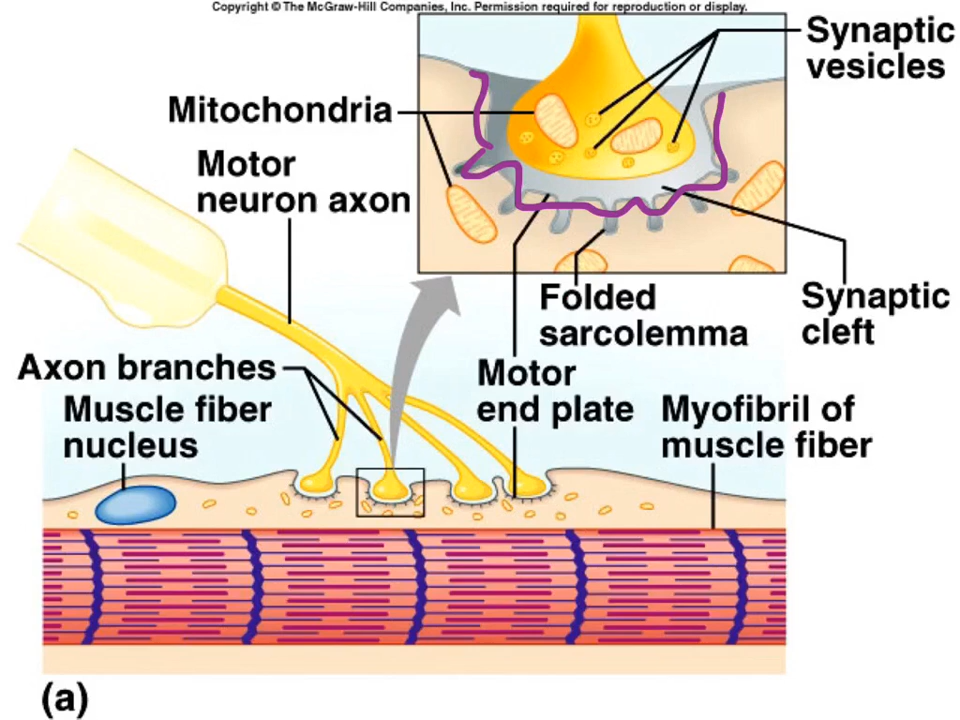 Copyright © The McGraw-Hill Companies, Inc. Permission required for reproduction or display.
Synaptic
vesicles
Mitochondria
Motor
neuron axon
Folded
sarcolemma
Synaptic
cleft
Axon branches
Motor
end plate
Muscle fiber
nucleus
Myofibril of
muscle fiber
(a)